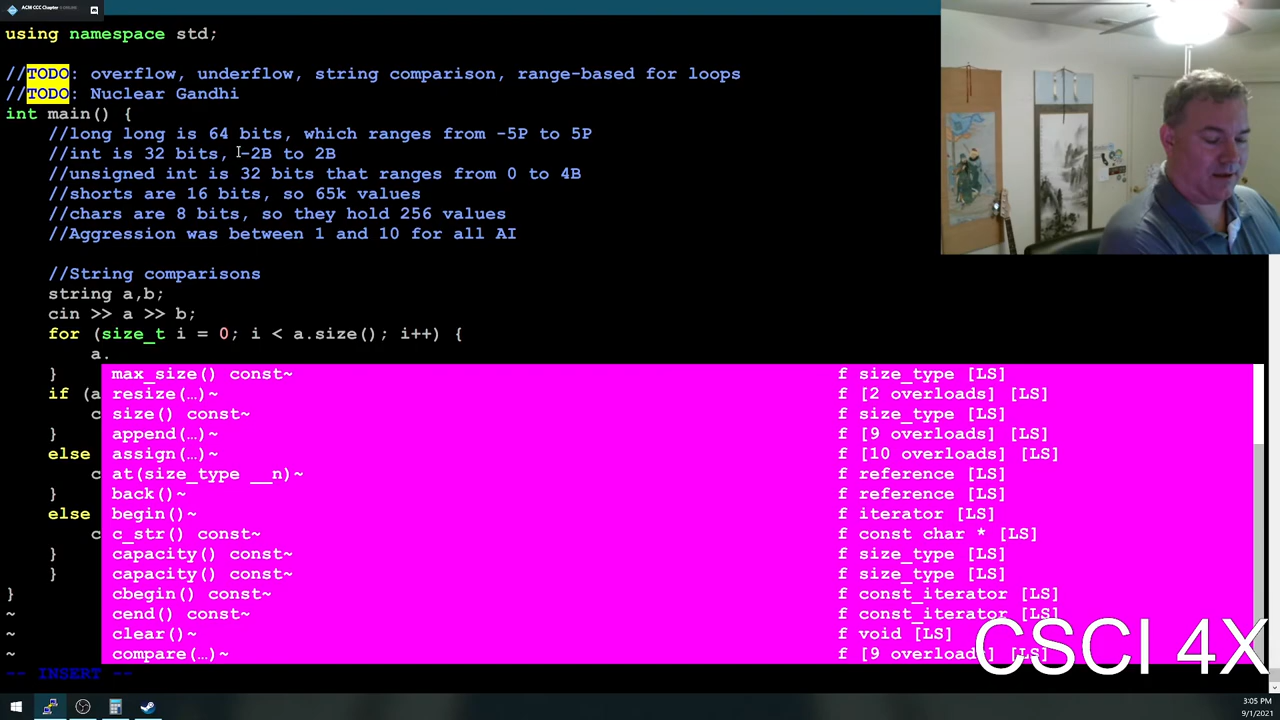 ACM CCC Chapter
using namespace std;
//TODO: overflow, underflow, string comparison, range-based for loops
//TODO: Nuclear Gandhi
int main() {
//long long is 64 bits, which ranges from -5P to 5P
//int is 32 bits, -2B to 2B
//unsigned int is 32 bits that ranges from 0 to 4B
//shorts are 16 bits, so 65k values
//chars are 8 bits, so they hold 256 values
//Aggression was between 1 and 10 for all AI
//String comparisons
string a,b;
cin >> a >> b;
for (size_t i = 0; i < a.size(); i++) {
a.
} max_size() const~ f size_type [LS]
if (a resize(…)~ f [2 overloads] [LS]
c size() const~ f size_type [LS]
} append(…)~ f [9 overloads] [LS]
else assign(…)~ f [10 overloads] [LS]
c at(size_type __n)~ f reference [LS]
} back()~ f reference [LS]
else begin()~ f iterator [LS]
c c_str() const~ f const char * [LS]
} capacity() const~ f size_type [LS]
} capacity() const~ f size_type [LS]
} cbegin() const~ f const_iterator [LS]
~ cend() const~ f const_iterator [LS]
~ clear()~ f void [LS]
~ compare(…)~ f [9 overloads] [LS]
CSCI 4X
-- INSERT --
3:05 PM
9/1/2021